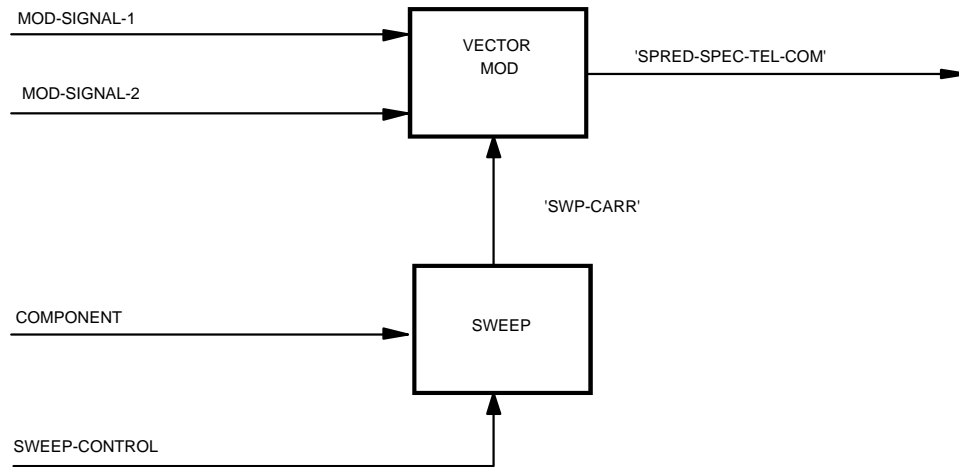 MOD-SIGNAL-1
VECTOR
MOD
'SPRED-SPEC-TEL-COM'
MOD-SIGNAL-2
'SWP-CARR'
COMPONENT
SWEEP
SWEEP-CONTROL